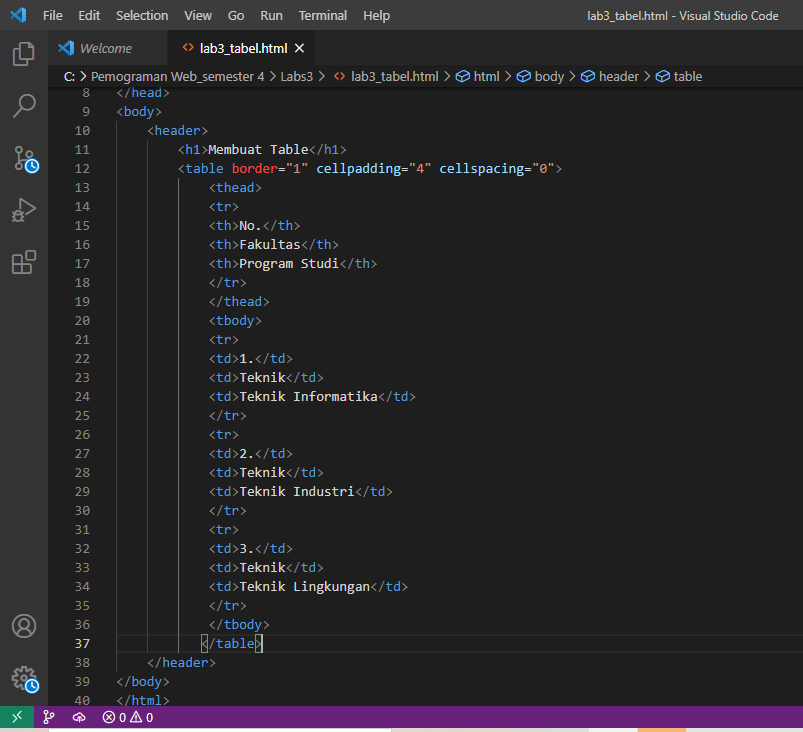 File Edit Selection View Go Run Terminal Help lab3_tabel.html - Visual Studio Code
Welcome <> lab3_tabel.html ×
C: > Pemograman Web_semester 4 > Labs3 > <> lab3_tabel.html > html > body > header > table
8 </head>
9 <body>
10 <header>
11 <h1>Membuat Table</h1>
12 <table border="1" cellpadding="4" cellspacing="0">
13 <thead>
14 <tr>
15 <th>No.</th>
16 <th>Fakultas</th>
17 <th>Program Studi</th>
18 </tr>
19 </thead>
20 <tbody>
21 <tr>
22 <td>1.</td>
23 <td>Teknik</td>
24 <td>Teknik Informatika</td>
25 </tr>
26 <tr>
27 <td>2.</td>
28 <td>Teknik</td>
29 <td>Teknik Industri</td>
30 </tr>
31 <tr>
32 <td>3.</td>
33 <td>Teknik</td>
34 <td>Teknik Lingkungan</td>
35 </tr>
36 </tbody>
37 </table>
38 </header>
39 </body>
40 </html>
0 0